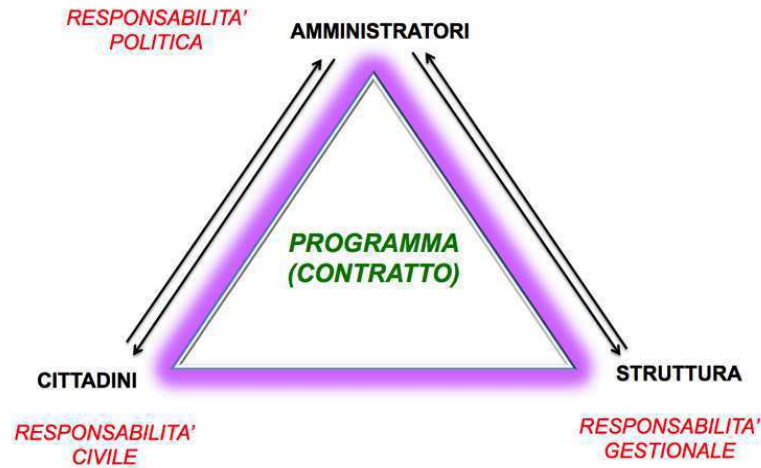 RESPONSABILITA'
POLITICA
AMMINISTRATORI
PROGRAMMA
(CONTRATTO)
CITTADINI
STRUTTURA
RESPONSABILITA'
CIVILE
RESPONSABILITA'
GESTIONALE